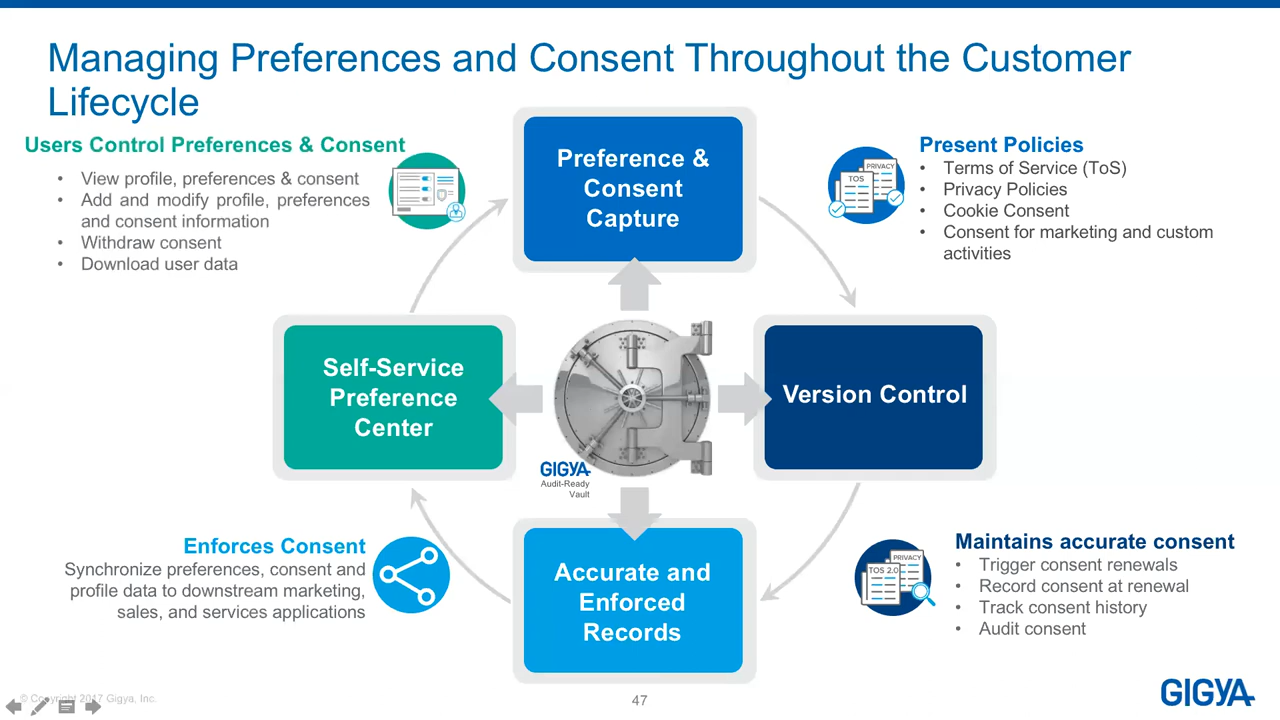 Managing Preferences and Consent Throughout the Customer
Lifecycle
Users Control Preferences & Consent
• View profile, preferences & consent
• Add and modify profile, preferences
and consent information
• Withdraw consent
• Download user data
Preference &
Consent
Capture
Present Policies
• Terms of Service (ToS)
• Privacy Policies
• Cookie Consent
• Consent for marketing and custom
activities
PRIVACY
TOS
Self-Service
Preference
Center
Version Control
GIGYA
Audit-Ready
Vault
Enforces Consent
Synchronize preferences, consent and
profile data to downstream marketing,
sales, and services applications
Accurate and
Enforced
Records
PRIVACY
TOS 2.0
Maintains accurate consent
• Trigger consent renewals
• Record consent at renewal
• Track consent history
• Audit consent
© Copyright 2017 Gigya, Inc.
47
GIGYA